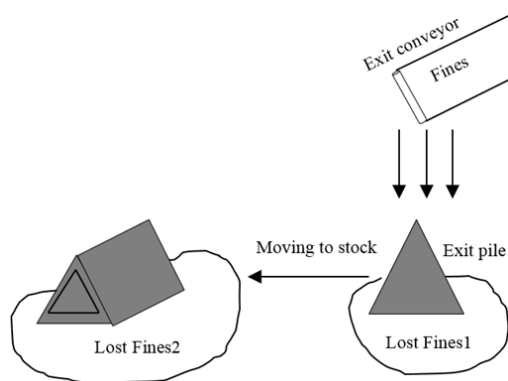 Exit conveyor
Fines
Moving to stock
Exit pile
Lost Fines2
Lost Fines1